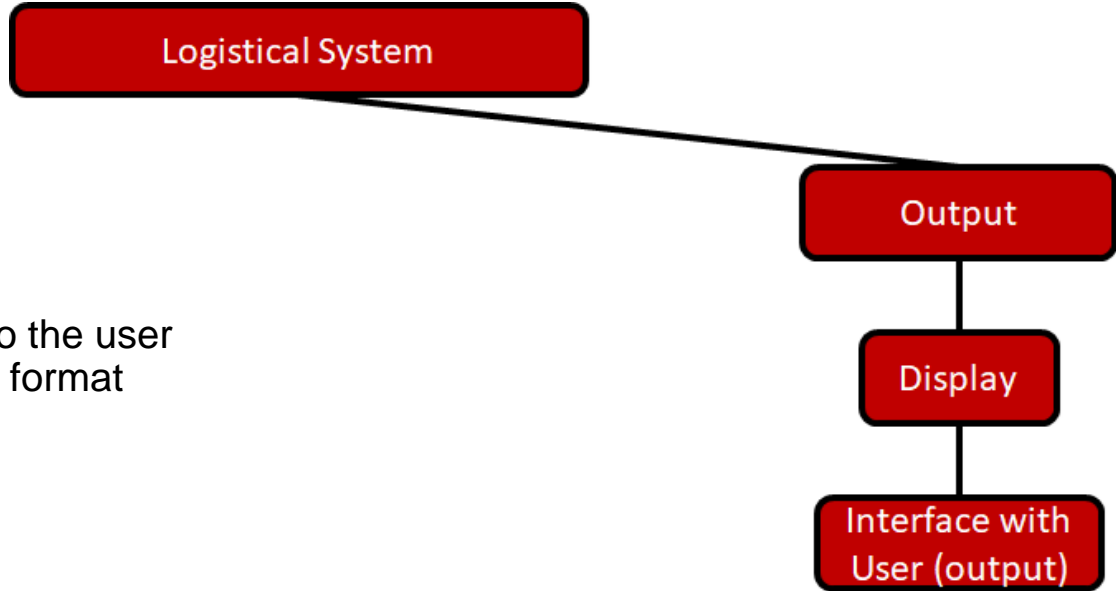 Logistical System
Output
o the user
format
Display
Interface with
User (output)